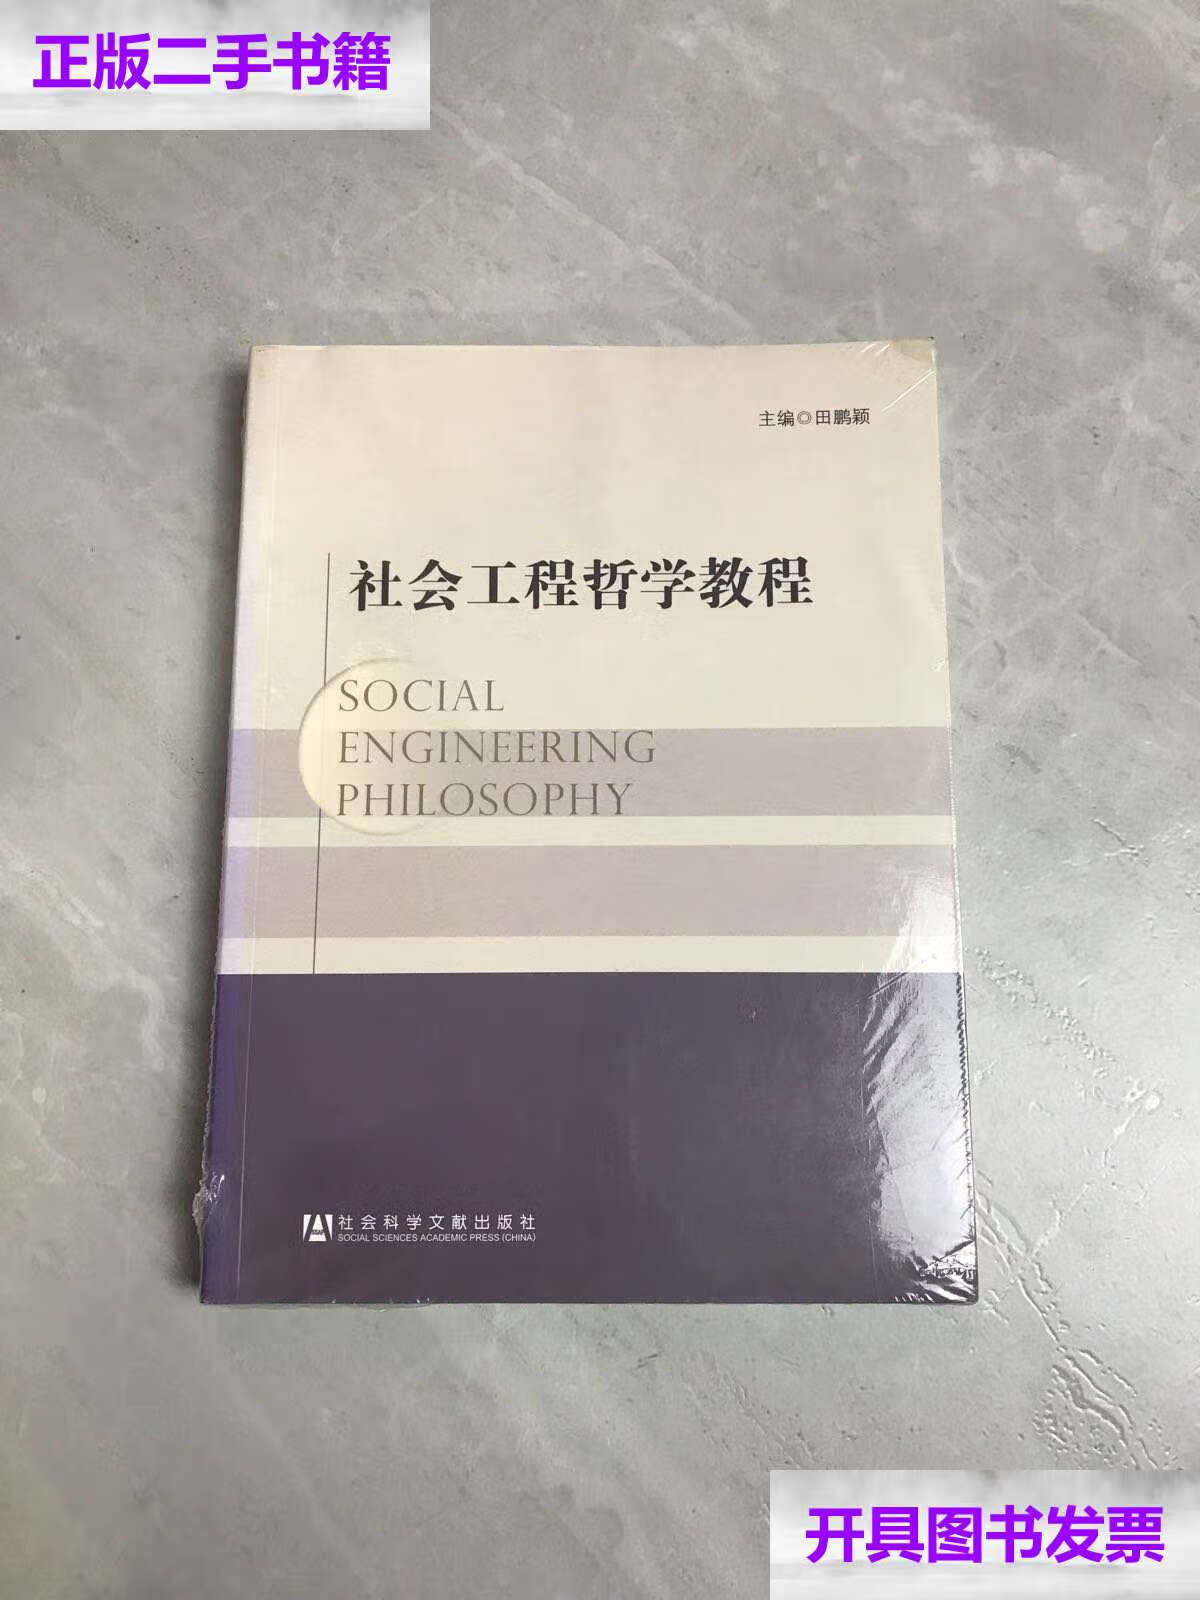 正版二手书籍
主编◎田鹏颖
社会工程哲学教程
SOCIAL
ENGINEERING
PHILOSOPHY
社会科学文献出版社
SOCIAL SCIENCES ACADEMIC PRESS (CHINA)
开具图书发票